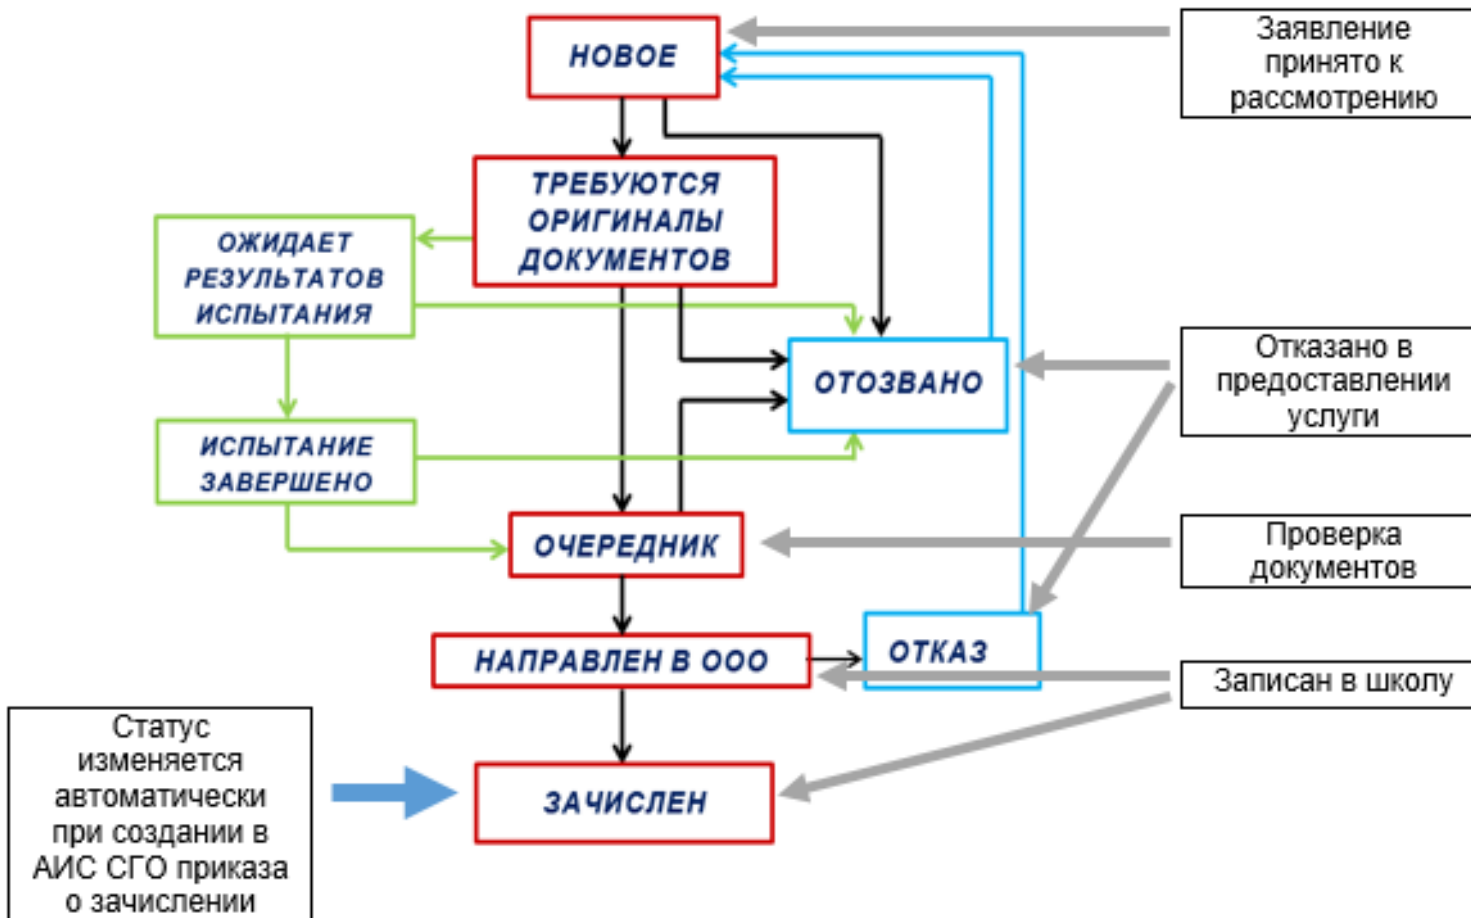 НОВОЕ
Заявление
принято к
рассмотрению
ТРЕБУЮТСЯ
ОРИГИНАЛЫ
ДОКУМЕНТОВ
ОЖИДАЕТ
РЕЗУЛЬТАТОВ
ИСПЫТАНИЯ
ОТОЗВАНО
Отказано в
предоставлении
услуги
ИСПЫТАНИЕ
ЗАВЕРШЕНО
ОЧЕРЕДНИК
Проверка
документов
НАПРАВЛЕН В ООО
ОТКАЗ
Записан в школу
Статус
изменяется
автоматически
при создании в
АИС СГО приказа
о зачислении
ЗАЧИСЛЕН